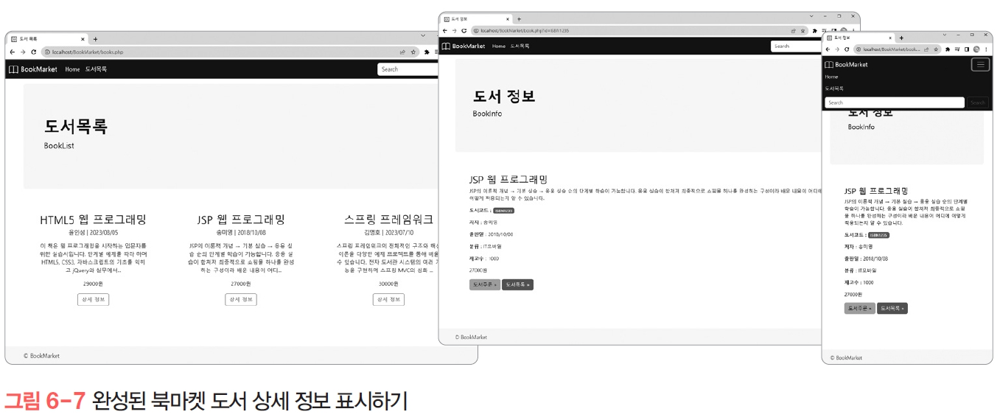 도서 목록
localhost/BookMarket/books.php
BookMarket Home 도서목록 Search
도서목록
BookList
HTML5 웹 프로그래밍
윤인성 | 2023/08/05
이 책은 웹 프로그래밍을 시작하는 입문자를
위한 실습서입니다. 단계별 예제를 따라 하며
HTML5, CSS3, 자바스크립트의 기초를 익히
고 jQuery와 실무에서...
29000원
상세 정보
JSP 웹 프로그래밍
송미영 | 2018/10/08
JSP의 이론적 개념 → 기본 실습 → 응용 실
습 순의 단계별 학습이 가능합니다. 응용 실
습이 합쳐져 최종적으로 쇼핑몰 하나를 완성
하는 구성이라 배운 내용이 어디...
27000원
상세 정보
스프링 프레임워크
김명호 | 2023/07/10
스프링 프레임워크의 전체적인 구조와 핵심
이론을 다양한 예제 프로젝트를 통해 배울
수 있습니다. 전자 도서관 시스템의 여러 기
능을 구현하며 스프링 MVC의 심화 ...
30000원
상세 정보
© BookMarket
도서 정보
localhost/BookMarket/book.php?id=ISBN1235
BookMarket Home 도서목록 Search
도서 정보
BookInfo
JSP 웹 프로그래밍
JSP의 이론적 개념 → 기본 실습 → 응용 실습 순의 단계별 학습이 가능합니다. 응용 실습이 합쳐져 최종적으로 쇼핑몰 하나를 완성하는 구성이라 배운 내용이 어디에
어떻게 적용되는지 알 수 있습니다.
도서코드 : ISBN1235
저자 : 송미영
출판일 : 2018/10/08
분류 : IT모바일
재고수 : 1000
27000원
도서주문 » 도서목록 »
© BookMarket
도서 정보
localhost/BookMarket/book...
BookMarket
Home
도서목록
Search Search
도서 정보
BookInfo
JSP 웹 프로그래밍
JSP의 이론적 개념 → 기본 실습 → 응용 실습 순의 단계별
학습이 가능합니다. 응용 실습이 합쳐져 최종적으로 쇼핑
몰 하나를 완성하는 구성이라 배운 내용이 어디에 어떻게
적용되는지 알 수 있습니다.
도서코드 : ISBN1235
저자 : 송미영
출판일 : 2018/10/08
분류 : IT모바일
재고수 : 1000
27000원
도서주문 » 도서목록 »
© BookMarket
그림 6-7 완성된 북마켓 도서 상세 정보 표시하기